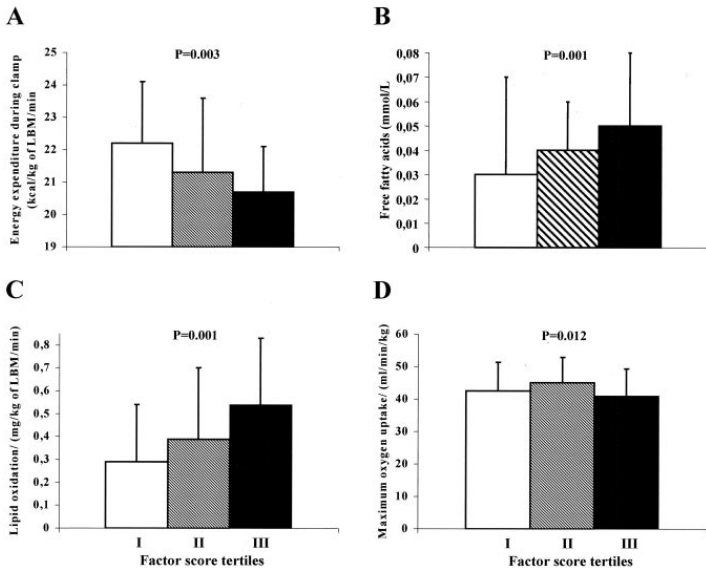 A
Energy expenditure during clamp
(kcal/kg of LBM/min
P=0.003
25
24
23
22
21
20
19
B
Free fatty acids (mmol/L
P=0.001
0,08
0,07
0,06
0,05
0,04
0,03
0,02
0,01
0
C
Lipid oxidation/ (mg/kg of LBM/min)
P=0.001
0,8
0,7
0,6
0,5
0,4
0,3
0,2
0,1
0
I II III
Factor score tertiles
D
Maximum oxygen uptake/ (ml/min/kg)
P=0.012
60
50
40
30
20
10
0
I II III
Factor score tertiles